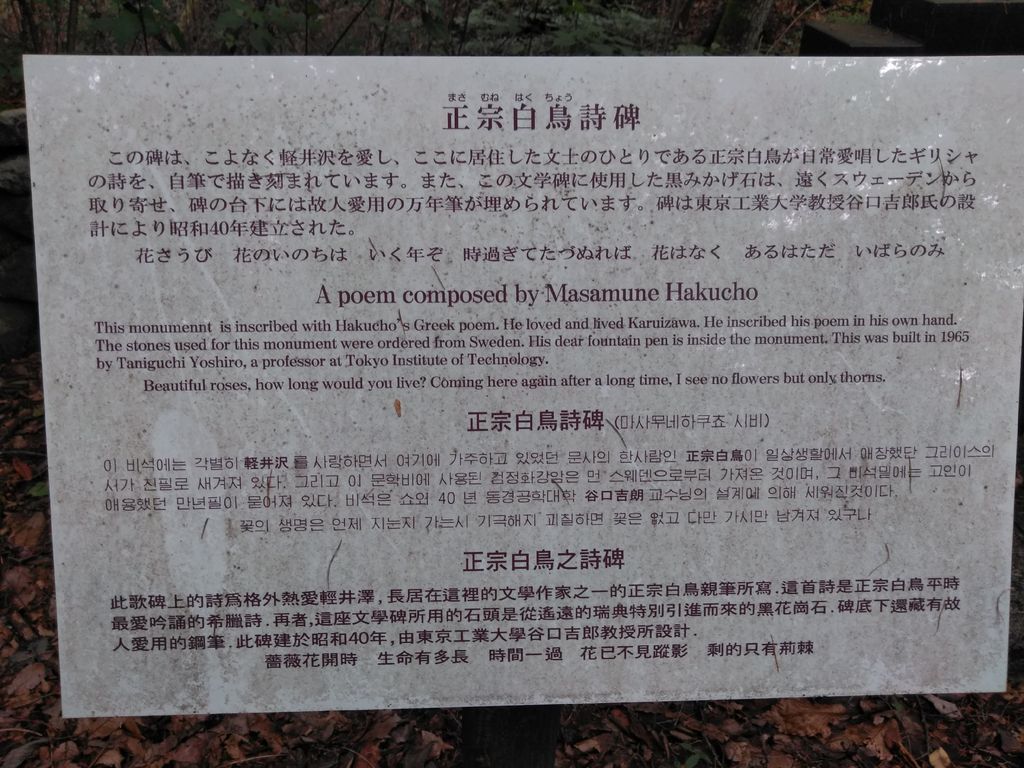 まさ むね はく ちょう
正宗白鳥詩碑
この碑は、こよなく軽井沢を愛し、ここに居住した文士のひとりである正宗白鳥が日常愛唱したギリシャ
の詩を、自筆で描き刻まれています。また、この文学碑に使用した黒みかげ石は、遠くスウェーデンから
取り寄せ、碑の台下には故人愛用の万年筆が埋められています。碑は東京工業大学教授谷口吉郎氏の設
計により昭和40年建立された。
花さうび 花のいのちは いく年ぞ 時過ぎてたづぬれば 花はなく あるはただ いばらのみ
A poem composed by Masamune Hakucho
This monumennt is inscribed with Hakucho's Greek poem. He loved and lived Karuizawa. He inscribed his poem in his own hand.
The stones used for this monument were ordered from Sweden. His dear fountain pen is inside the monument. This was built in 1965
by Taniguchi Yoshiro, a professor at Tokyo Institute of Technology.
Beautiful roses, how long would you live? Coming here again after a long time, I see no flowers but only thorns.
正宗白鳥詩碑 (마사무네하쿠쵸 시비)
이 비석에는 각별히 軽井沢 를 사랑하면서 여기에 거주하고 있었던 문사의 한사람인 正宗白鳥이 일상생활에서 애창했단 그리이스의
서가 친필로 새겨져 있다. 그리고 이 문학비에 사용된 검정화강암은 먼 스웨덴으로부터 가져온 것이며, 그 비석밑에는 고인이
애용했던 만년필이 묻어져 있다. 비석은 쇼와 40 년 동경공학대학 谷口吉朗 교수님의 설계에 의해 세워진것이다.
꽃의 생명은 언제 지는지 가는시 기극해지 괴칠하면 꽃은 없고 다만 가시만 남겨져 있구나
正宗白鳥之詩碑
此歌碑上的詩爲格外熱愛輕井澤,長居在這裡的文學作家之一的正宗白鳥親筆所寫.這首詩是正宗白鳥平時
最愛吟誦的希臘詩.再者,這座文學碑所用的石頭是從遙遠的瑞典特別引進而來的黑花崗石.碑底下還藏有故
人愛用的鋼筆.此碑建於昭和40年,由東京工業大學谷口吉郎教授所設計.
薔薇花開時 生命有多長 時間一過 花已不見蹤影 剩的只有荊棘